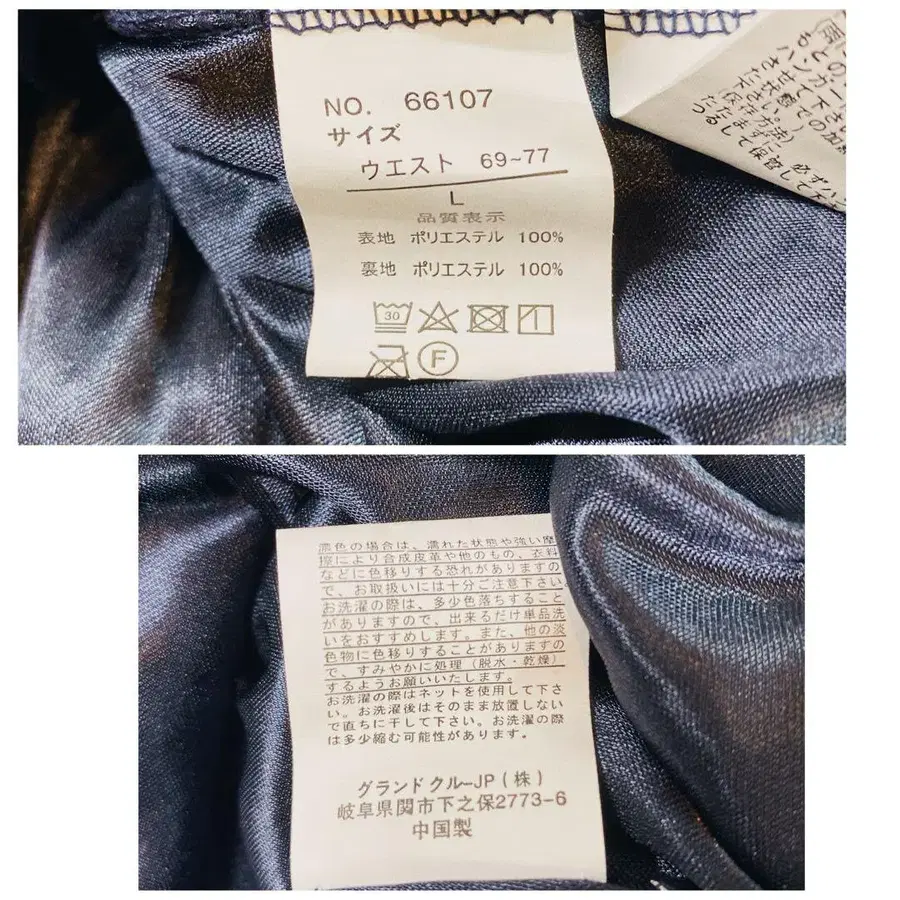 NO. 66107
サイズ
ウエスト 69~77
L
品質表示
表地 ポリエステル 100%
裏地 ポリエステル 100%
30
F
つるして保管して下
濃色の場合は、濡れた状態や強い摩
擦により合成皮革や他のもの、衣料
などに色移りする恐れがありますの
で、お取扱いには十分ご注意下さい。
お洗濯の際は、多少色落ちすること
がありますので、出来るだけ単品洗
いをおすすめします。また、他の淡
色物に色移りすることがありますの
で、すみやかに処理(脱水・乾燥)
するようお願いいたします。
お洗濯の際はネットを使用して下さ
い。お洗濯後はそのまま放置しない
で直ちに干して下さい。お洗濯の際
は多少縮む可能性があります。
グランドクルーJP(株)
岐阜県関市下之保2773-6
中国製